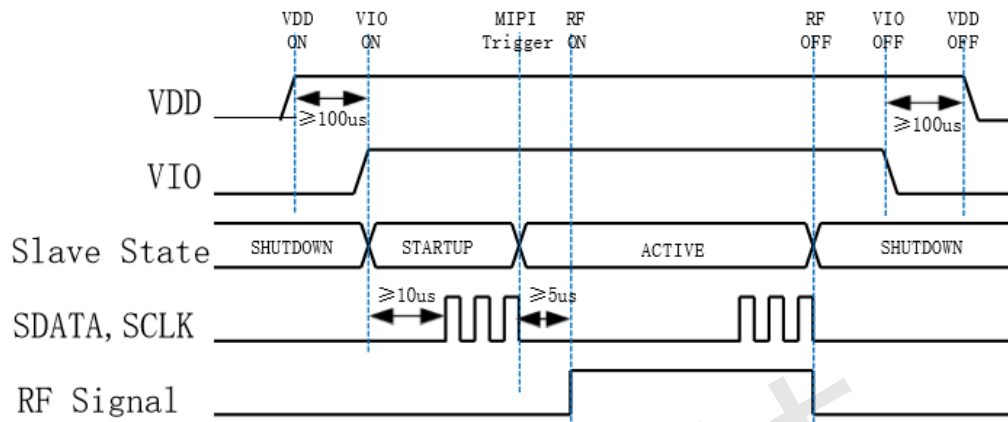 VDD VIO MIPI RF RF VIO VDD
ON ON Trigger ON OFF OFF OFF
VDD ≥100us ≥100us
VIO
Slave State SHUTDOWN STARTUP ACTIVE SHUTDOWN
≥10us ≥5us
SDATA,SCLK
RF Signal